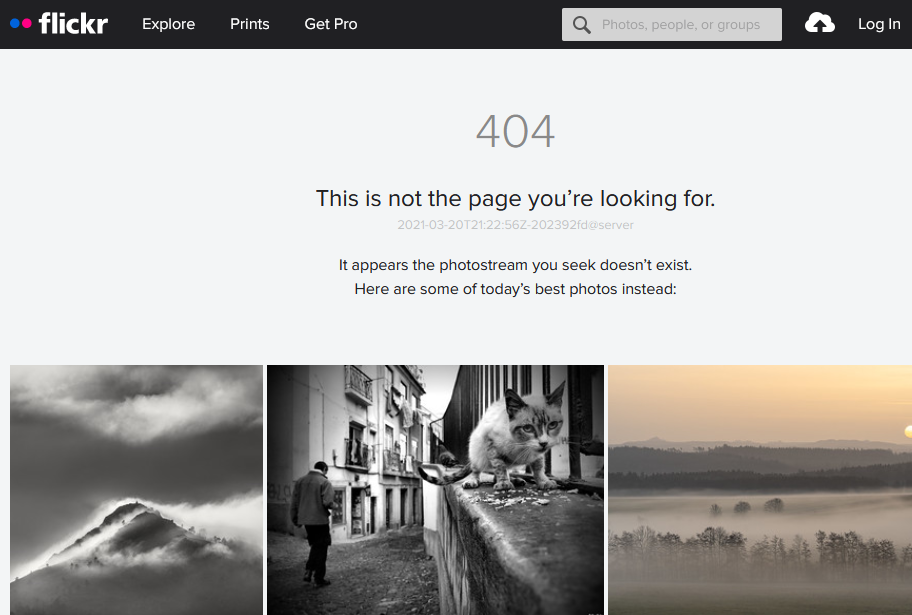 flickr Explore Prints Get Pro Photos, people, or groups Log In
404
This is not the page you’re looking for.
2021-03-20T21:22:56Z-202392fd@server
It appears the photostream you seek doesn’t exist.
Here are some of today’s best photos instead: